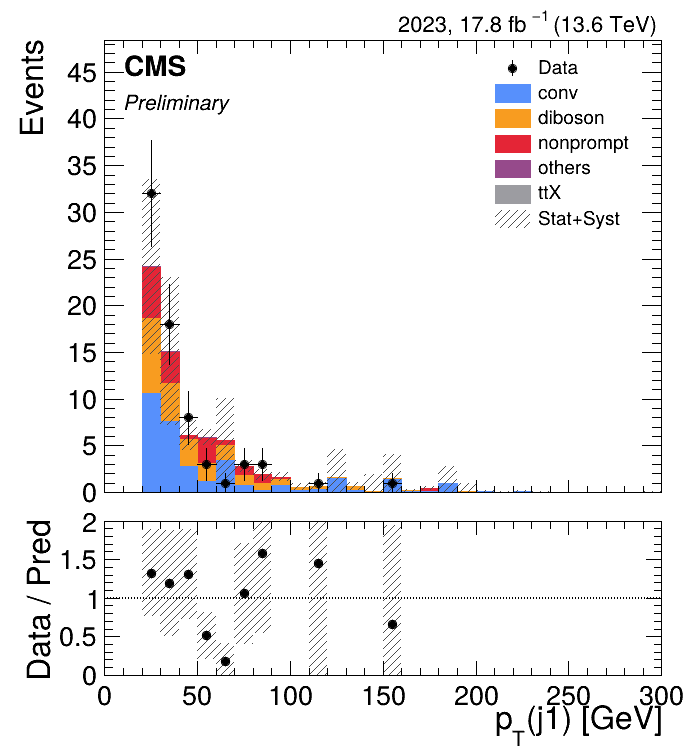 2023, 17.8 fb⁻¹ (13.6 TeV)
Events
CMS
Preliminary
Data
conv
diboson
nonprompt
others
ttX
Stat+Syst
45
40
35
30
25
20
15
10
5
0
Data / Pred
2
1.5
1
0.5
0
0 50 100 150 200 250 300
p_T(j1) [GeV]